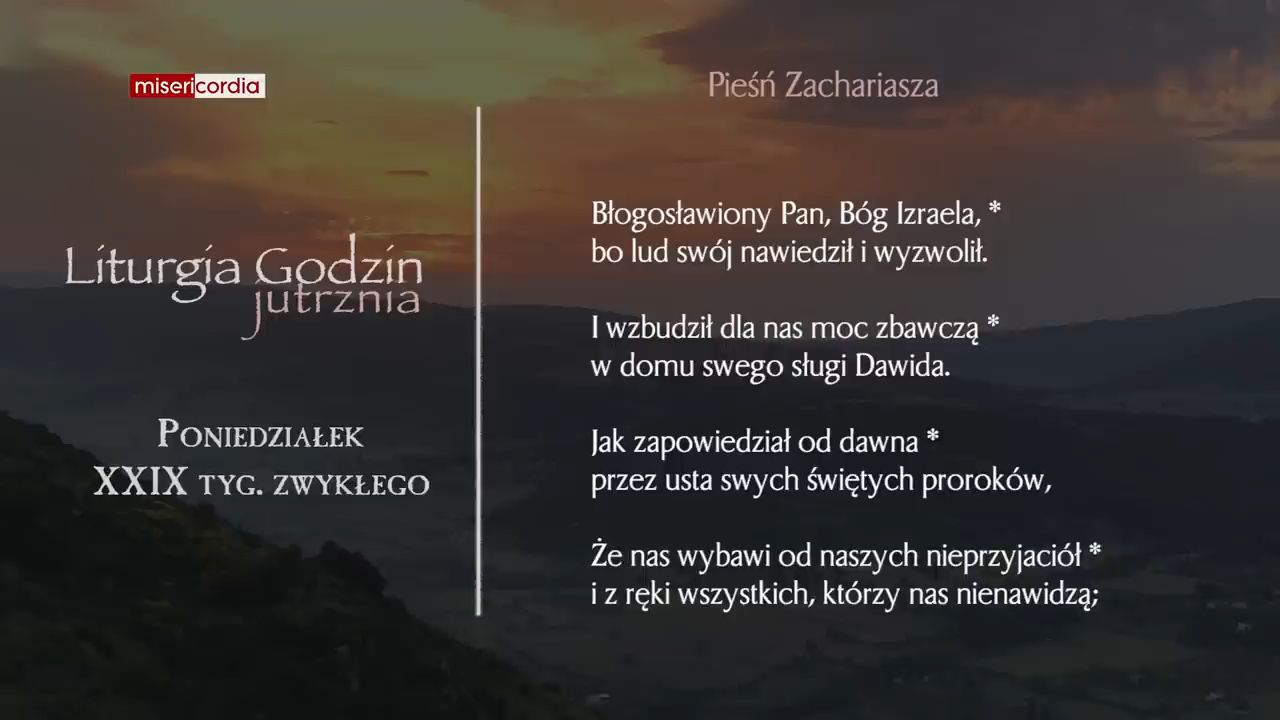 misericordia
Liturgia Godzin
jutrznia
Poniedziałek
XXIX tyg. zwykłego
Pieśń Zachariasza
Błogosławiony Pan, Bóg Izraela, *
bo lud swój nawiedził i wyzwolił.
I wzbudził dla nas moc zbawczą *
w domu swego sługi Dawida.
Jak zapowiedział od dawna *
przez usta swych świętych proroków,
Że nas wybawi od naszych nieprzyjaciół *
i z ręki wszystkich, którzy nas nienawidzą;